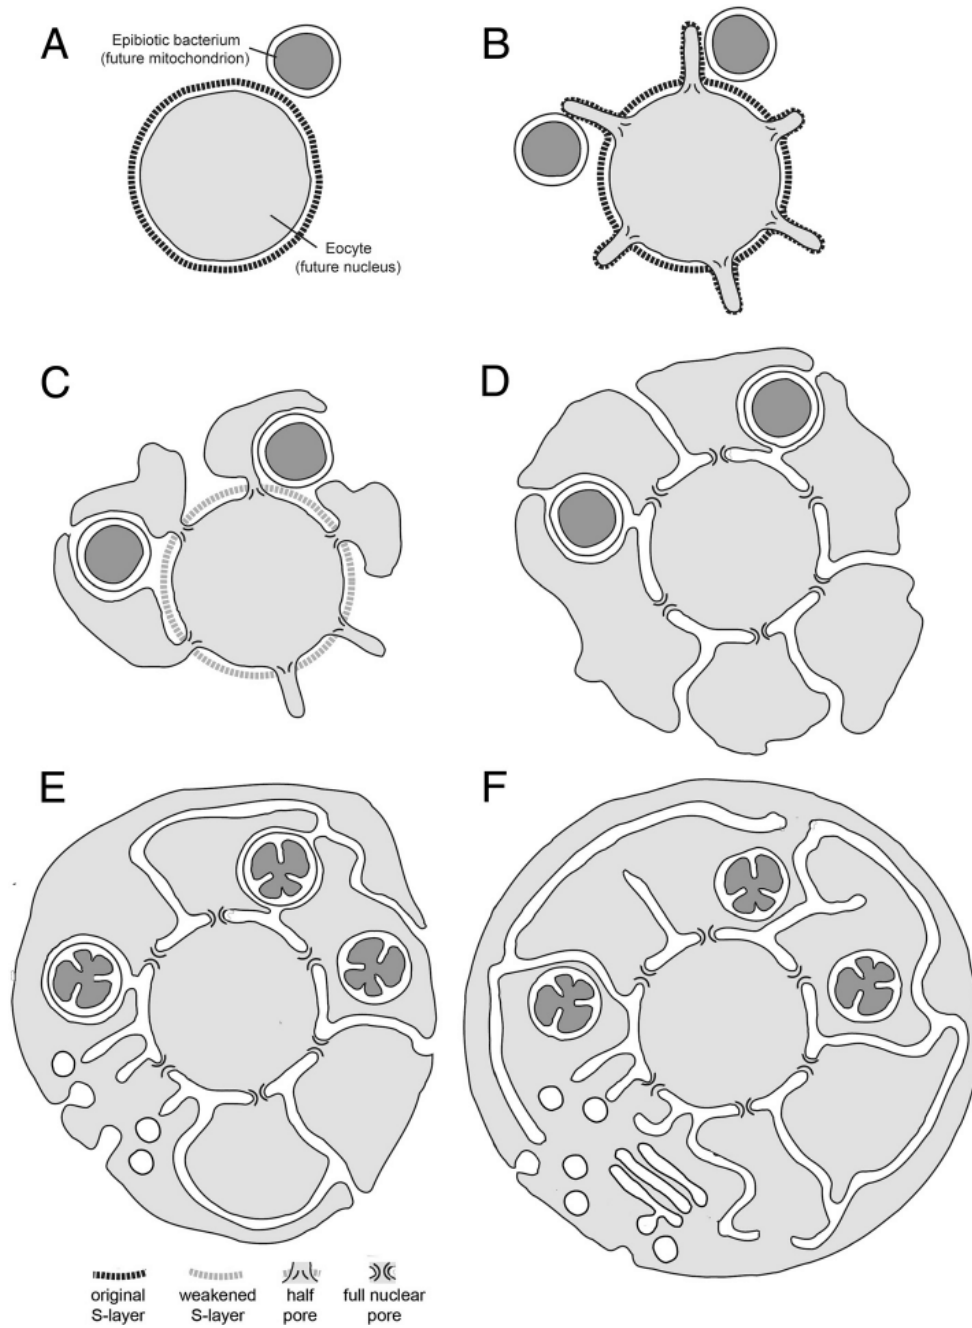 A
Epibiotic bacterium
(future mitochondrion)
Eocyte
(future nucleus)
B
C
D
E
F
original
S-layer
weakened
S-layer
half
pore
full nuclear
pore